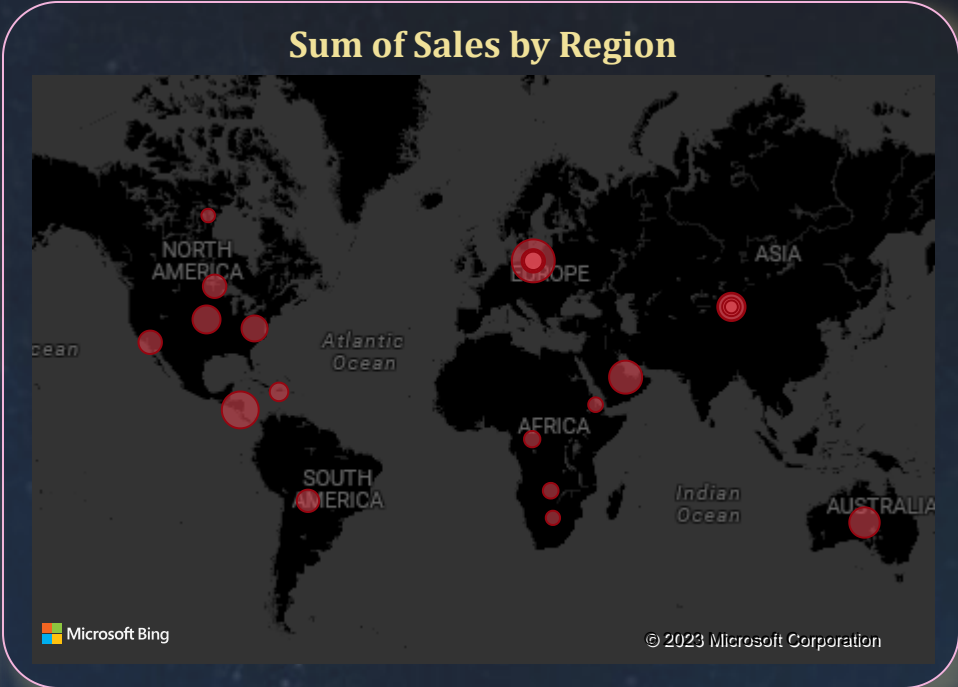 Sum of Sales by Region
NORTH
AMERICA
EUROPE
ASIA
cean
Atlantic
Ocean
AFRICA
SOUTH
AMERICA
Indian
Ocean
AUSTRALIA
Microsoft Bing
© 2023 Microsoft Corporation